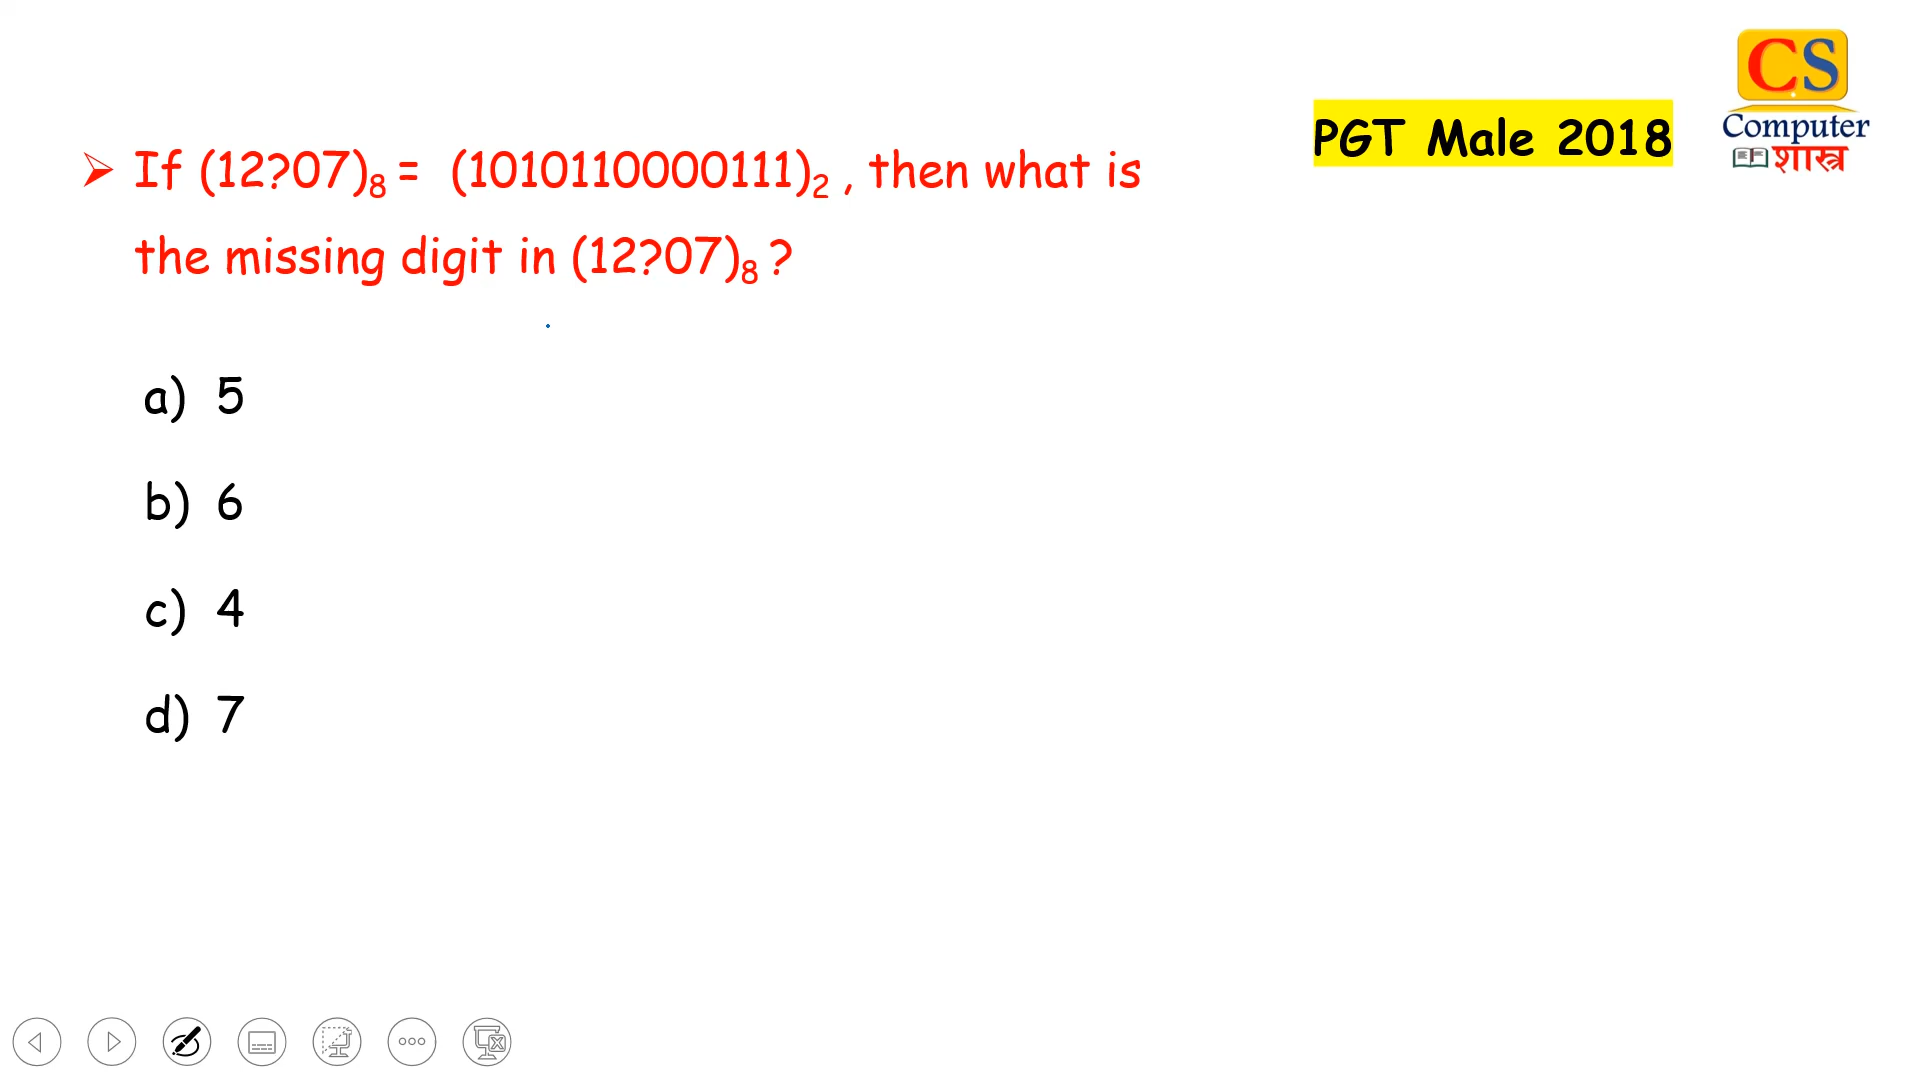 CS
Computer
शास्त्र
PGT Male 2018
➢ If (12?07)₈ = (1010110000111)₂ , then what is
the missing digit in (12?07)₈ ?
a) 5
b) 6
c) 4
d) 7